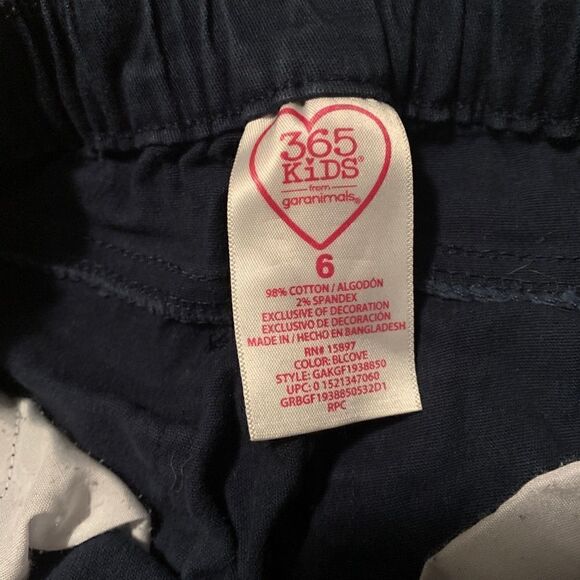 365
KiDS®
from
garanimals®
6
98% COTTON / ALGODÓN
2% SPANDEX
EXCLUSIVE OF DECORATION
EXCLUSIVO DE DECORACIÓN
MADE IN / HECHO EN BANGLADESH
RN# 15897
COLOR: BLCOVE
STYLE: GAKGF1938850
UPC: 0 1521347060
GRBGF1938850532D1
RPC